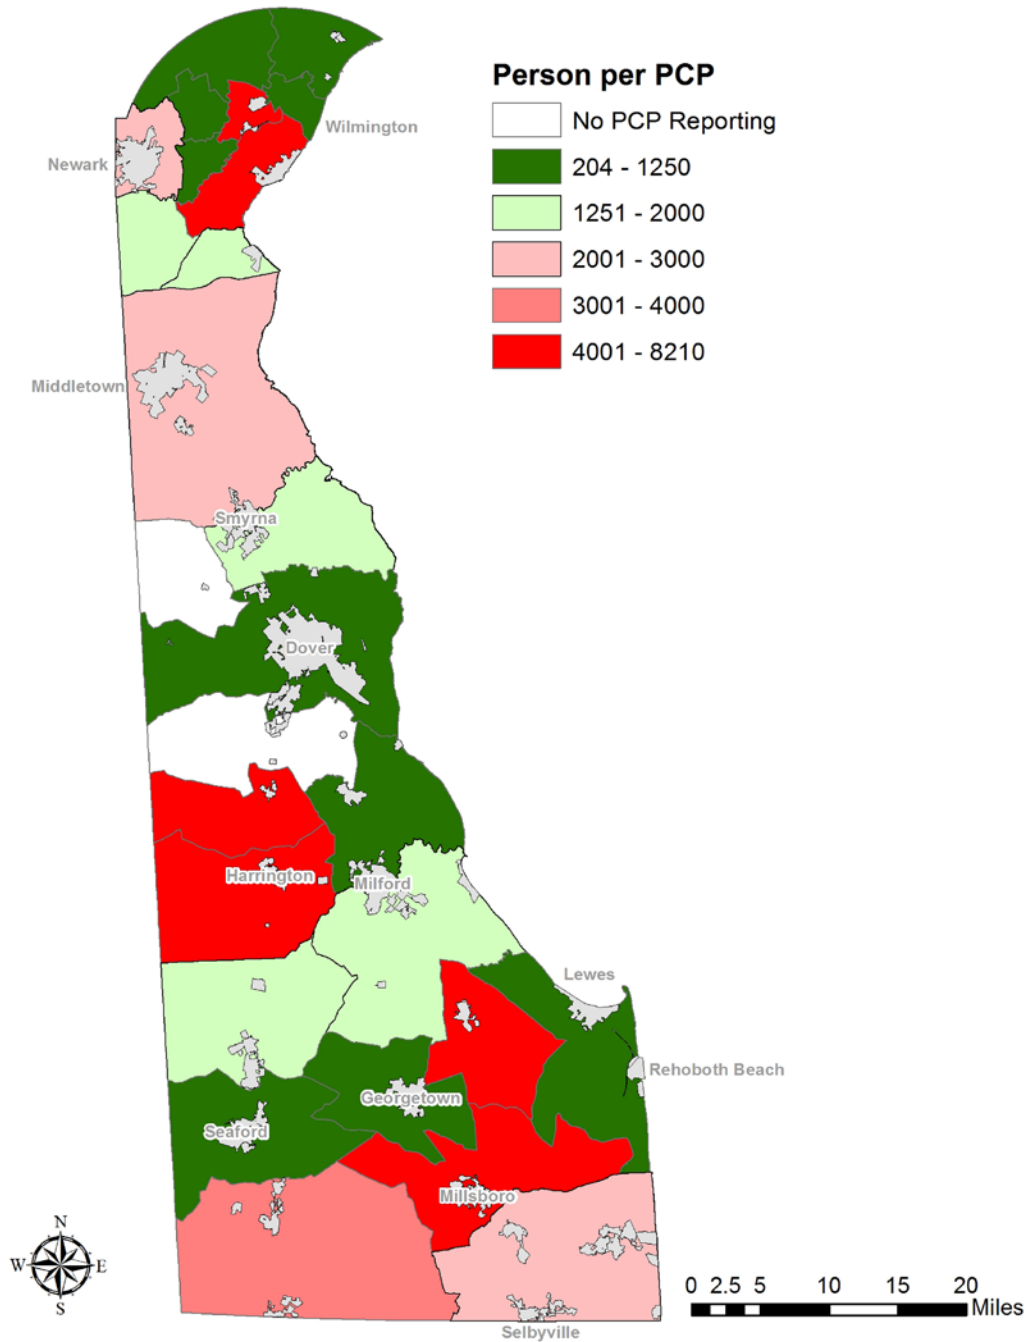 Person per PCP
No PCP Reporting
204 - 1250
1251 - 2000
2001 - 3000
3001 - 4000
4001 - 8210
Wilmington
Newark
Middletown
Smyrna
Dover
Harrington
Milford
Lewes
Rehoboth Beach
Georgetown
Seaford
Millsboro
Selbyville
N
W E
S
0 2.5 5 10 15 20
Miles